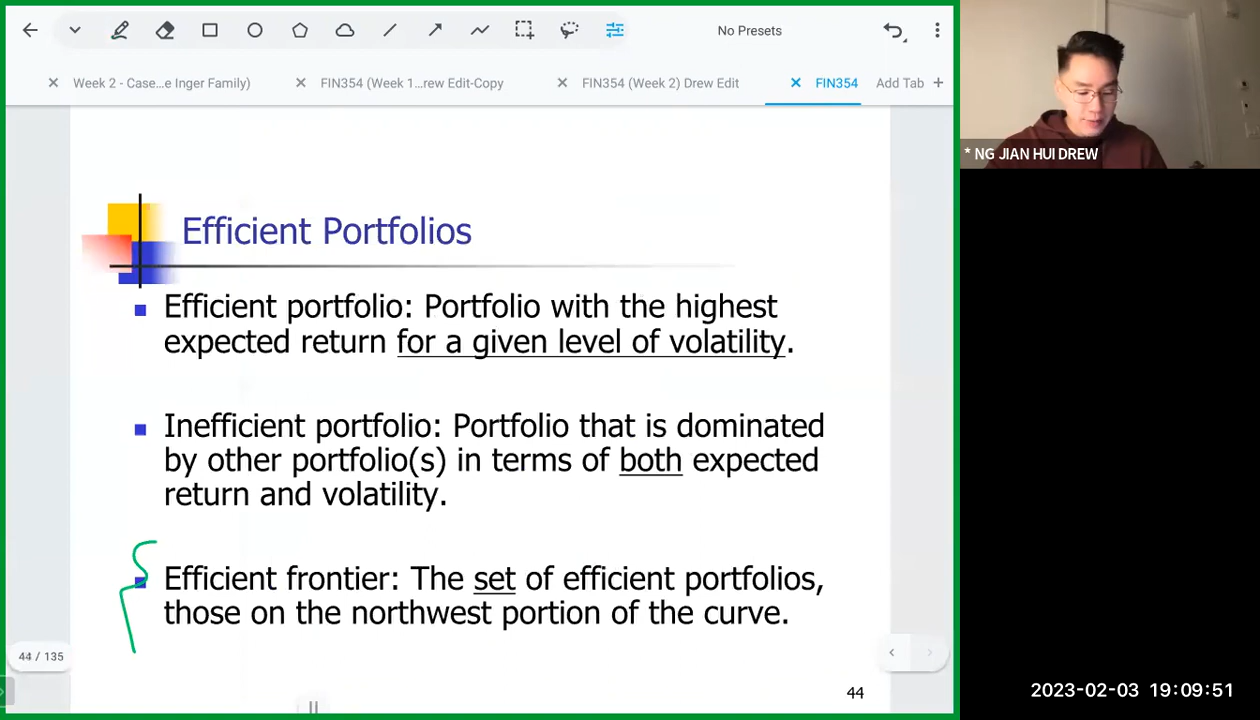 No Presets
Week 2 - Case...e Inger Family)
FIN354 (Week 1...rew Edit-Copy
FIN354 (Week 2) Drew Edit
FIN354
Add Tab
* NG JIAN HUI DREW
Efficient Portfolios
Efficient portfolio: Portfolio with the highest
expected return for a given level of volatility.
Inefficient portfolio: Portfolio that is dominated
by other portfolio(s) in terms of both expected
return and volatility.
Efficient frontier: The set of efficient portfolios,
those on the northwest portion of the curve.
44 / 135
44
2023-02-03 19:09:51